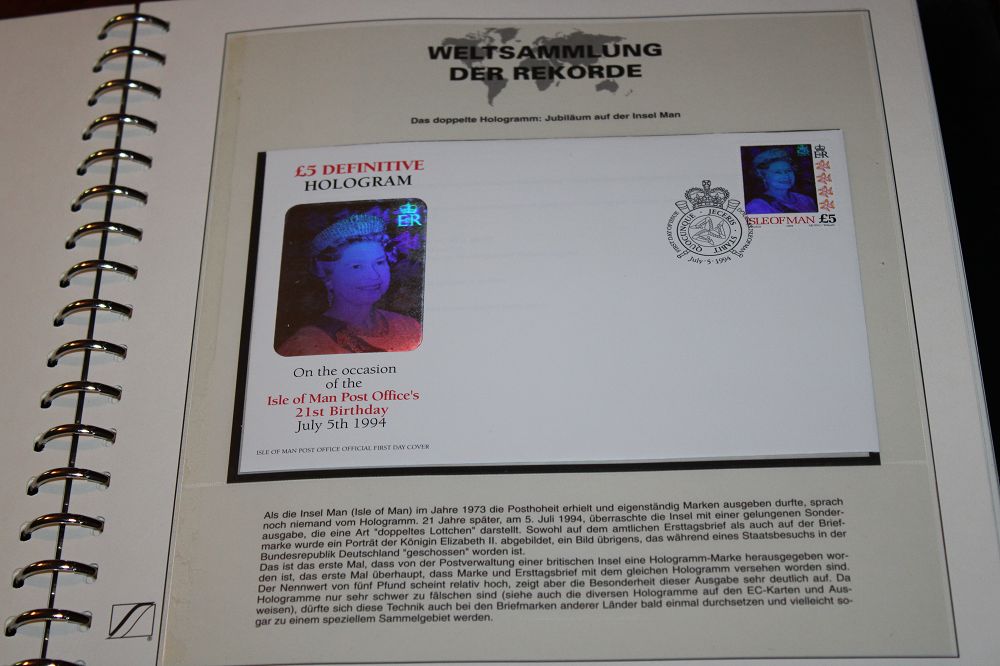 WELTSAMMLUNG
DER REKORDE
Das doppelte Hologramm: Jubiläum auf der Insel Man
£5 DEFINITIVE
HOLOGRAM
ER
On the occasion
of the
Isle of Man Post Office's
21st Birthday
July 5th 1994
ISLE OF MAN POST OFFICE OFFICIAL FIRST DAY COVER
EIIR
ISLE OF MAN £5
QUOCUNQUE · JECERIS · STABIT
FIRST DAY OF ISSUE
July · 5 · 1994
Als die Insel Man (Isle of Man) im Jahre 1973 die Posthoheit erhielt und eigenständig Marken ausgeben durfte, sprach
noch niemand vom Hologramm. 21 Jahre später, am 5. Juli 1994, überraschte die Insel mit einer gelungenen Sonder-
ausgabe, die eine Art "doppeltes Lottchen" darstellt. Sowohl auf dem amtlichen Ersttagsbrief als auch auf der Brief-
marke wurde ein Porträt der Königin Elizabeth II. abgebildet, ein Bild übrigens, das während eines Staatsbesuchs in der
Bundesrepublik Deutschland "geschossen" worden ist.
Das ist das erste Mal, dass von der Postverwaltung einer britischen Insel eine Hologramm-Marke herausgegeben wor-
den ist, das erste Mal überhaupt, dass Marke und Ersttagsbrief mit dem gleichen Hologramm versehen worden sind.
Der Nennwert von fünf Pfund scheint relativ hoch, zeigt aber die Besonderheit dieser Ausgabe sehr deutlich auf. Da
Hologramme nur sehr schwer zu fälschen sind (siehe auch die diversen Hologramme auf den EC-Karten und Aus-
weisen), dürfte sich diese Technik auch bei den Briefmarken anderer Länder bald einmal durchsetzen und vielleicht so-
gar zu einem speziellem Sammelgebiet werden.